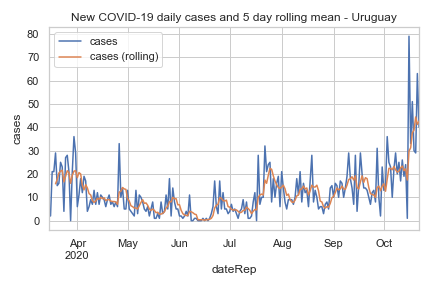 New COVID-19 daily cases and 5 day rolling mean - Uruguay
cases
cases (rolling)
80
70
60
50
40
30
20
10
0
cases
Apr
2020
May
Jun
Jul
Aug
Sep
Oct
dateRep